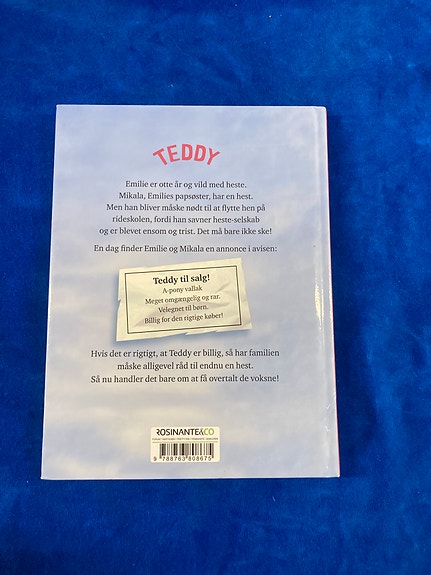 TEDDY
Emilie er otte år og vild med heste.
Mikala, Emilies papsøster, har en hest.
Men han bliver måske nødt til at flytte hen på
rideskolen, fordi han savner heste-selskab
og er blevet ensom og trist. Det må bare ikke ske!
En dag finder Emilie og Mikala en annonce i avisen:
Teddy til salg!
A-pony vallak
Meget omgængelig og rar.
Velegnet til børn.
Billig for den rigtige køber!
Hvis det er rigtigt, at Teddy er billig, så har familien
måske alligevel råd til endnu en hest.
Så nu handler det bare om at få overtalt de voksne!
ROSINANTE&CO
9 788763 808675